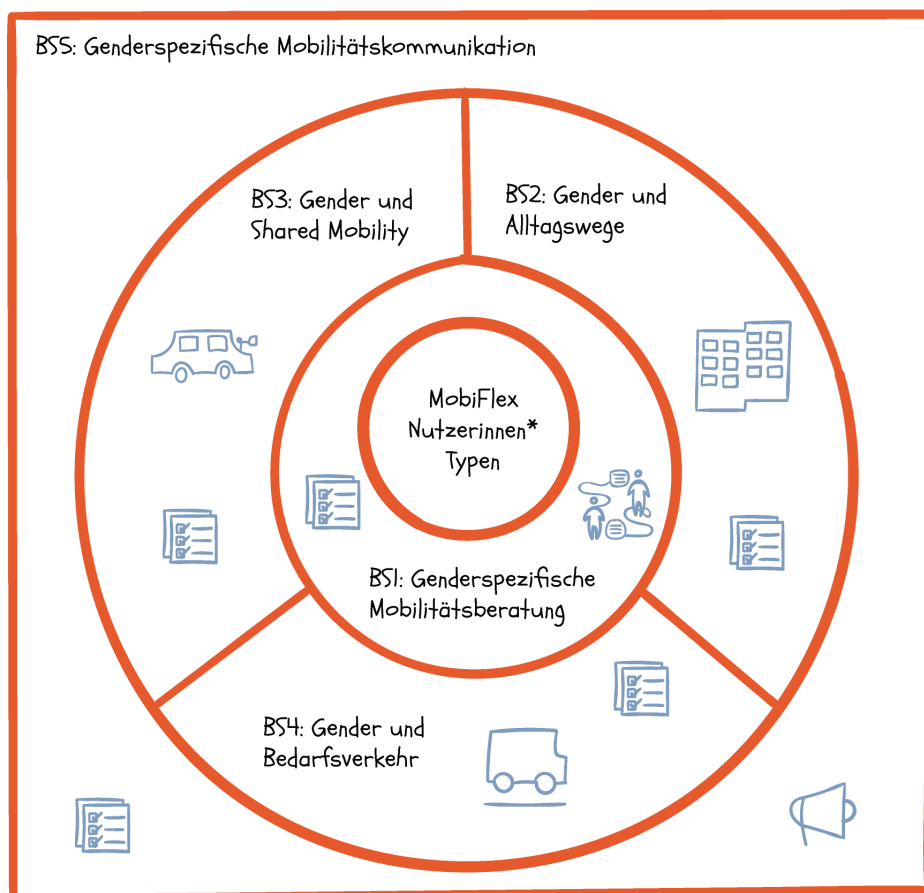 BS5: Genderspezifische Mobilitätskommunikation
BS3: Gender und
Shared Mobility
BS2: Gender und
Alltagswege
MobiFlex
Nutzerinnen*
Typen
BS1: Genderspezifische
Mobilitätsberatung
BS4: Gender und
Bedarfsverkehr